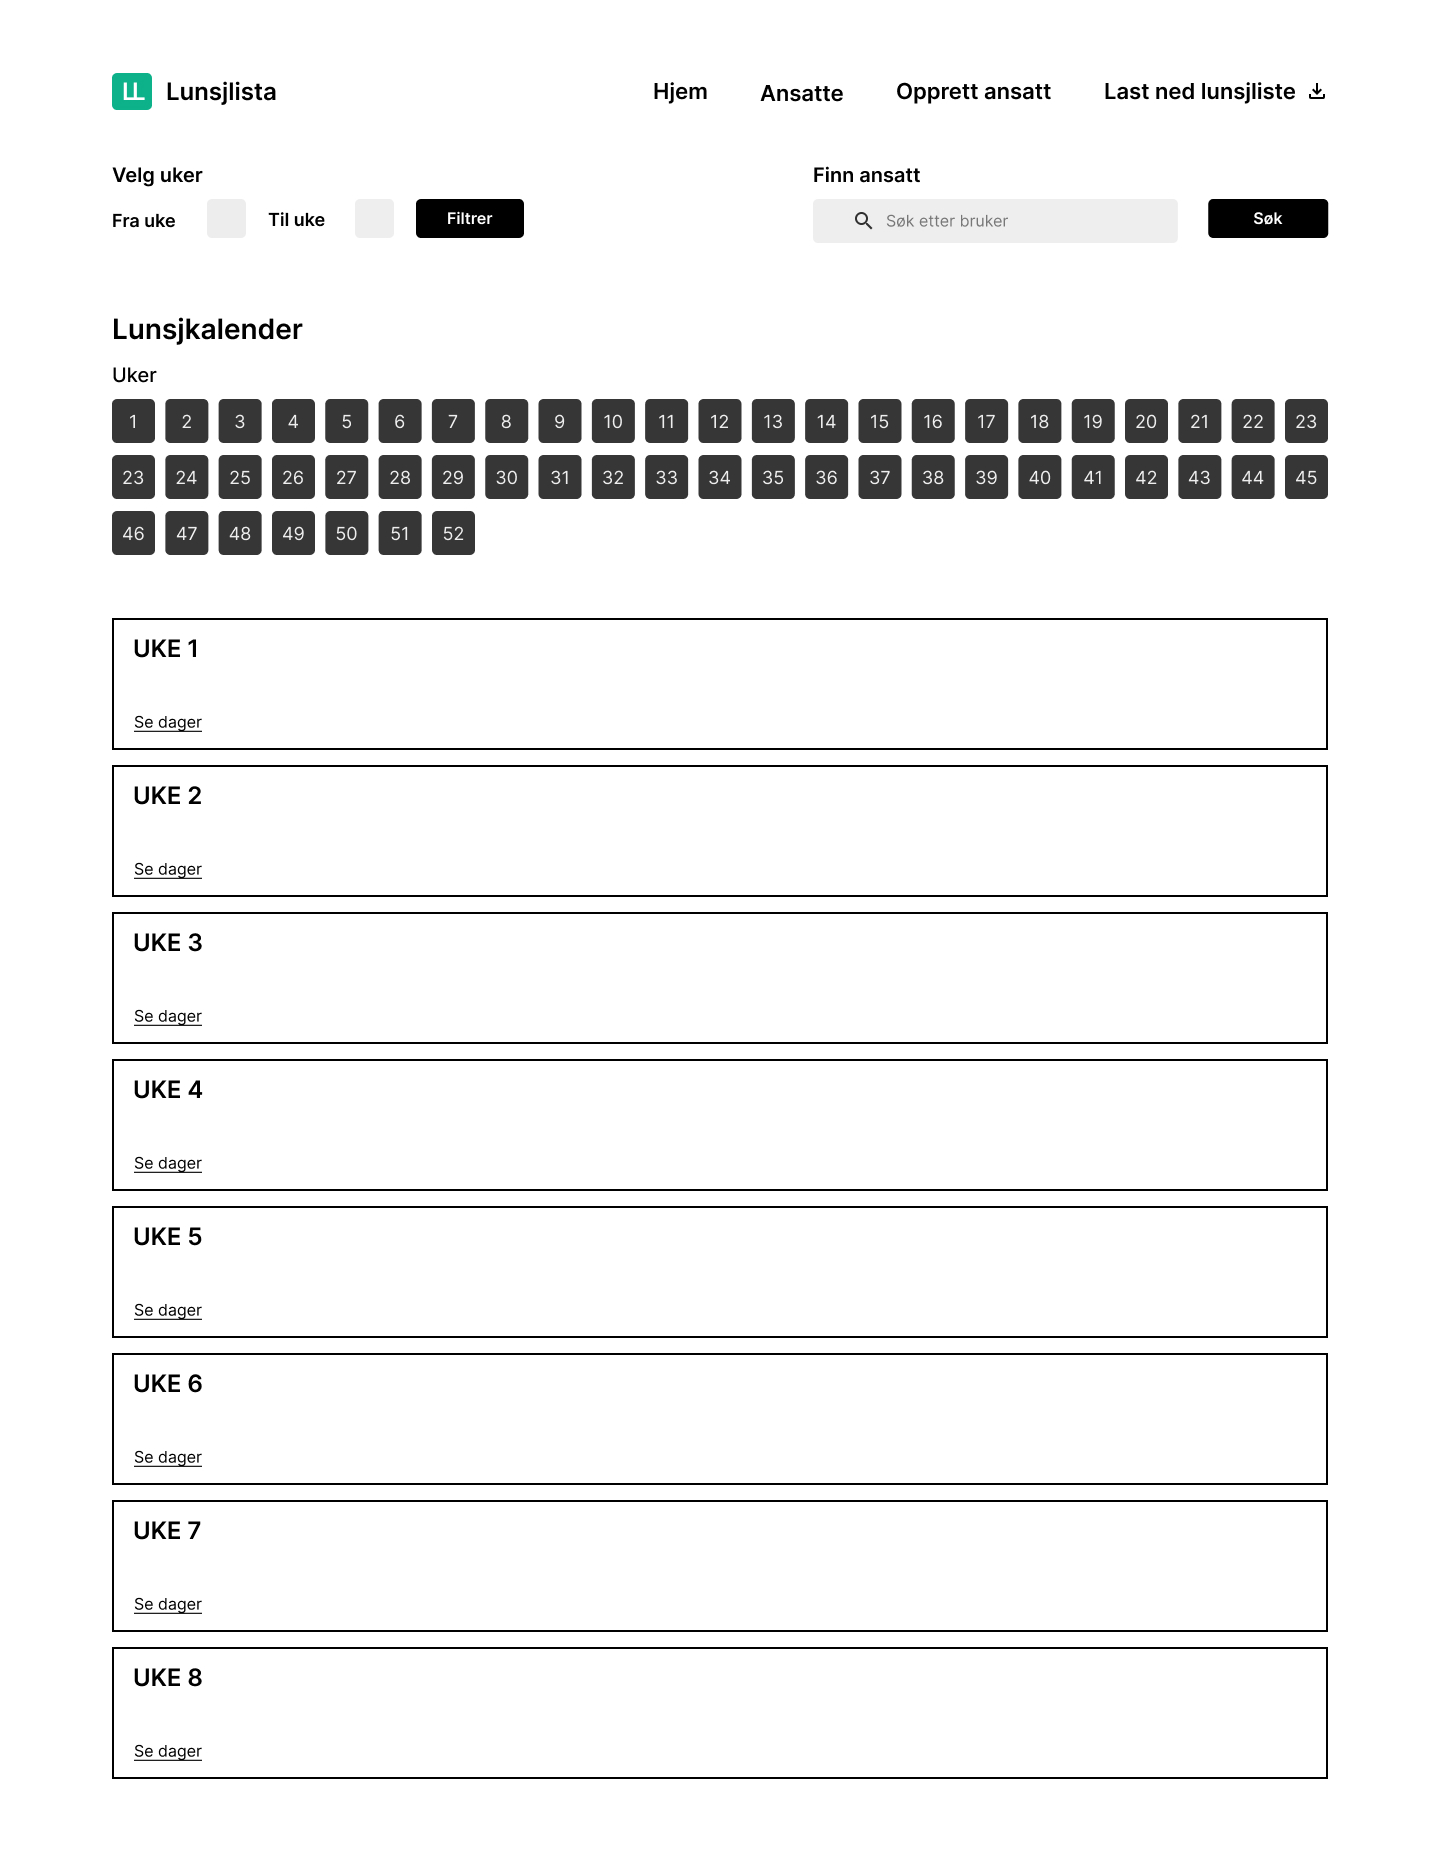 LL Lunsjlista Hjem Ansatte Opprett ansatt Last ned lunsjliste
Velg uker Finn ansatt
Fra uke Til uke Filtrer Søk etter bruker Søk
Lunsjkalender
Uker
1 2 3 4 5 6 7 8 9 10 11 12 13 14 15 16 17 18 19 20 21 22 23
23 24 25 26 27 28 29 30 31 32 33 34 35 36 37 38 39 40 41 42 43 44 45
46 47 48 49 50 51 52
UKE 1
Se dager
UKE 2
Se dager
UKE 3
Se dager
UKE 4
Se dager
UKE 5
Se dager
UKE 6
Se dager
UKE 7
Se dager
UKE 8
Se dager